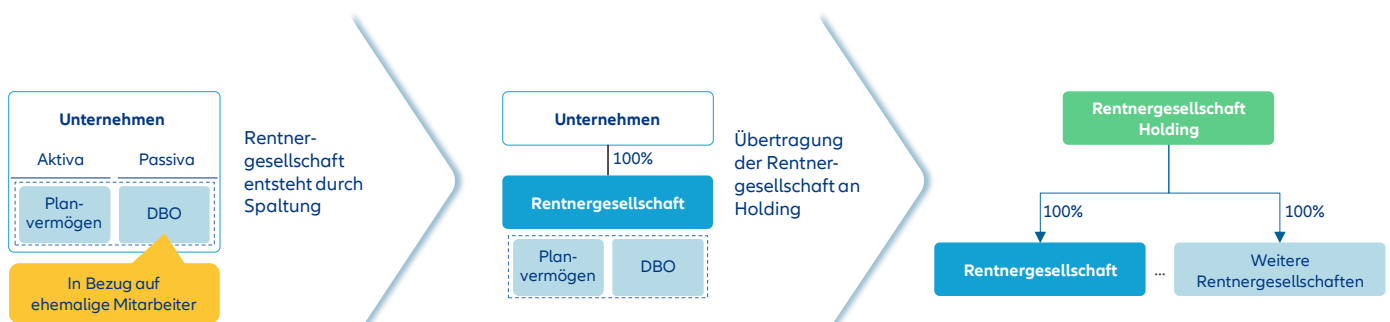 Unternehmen
Aktiva
Passiva
Plan-
vermögen
DBO
In Bezug auf
ehemalige Mitarbeiter
Rentner-
gesellschaft
entsteht durch
Spaltung
Unternehmen
100%
Rentnergesellschaft
Plan-
vermögen
DBO
Übertragung
der Rentner-
gesellschaft an
Holding
Rentnergesellschaft
Holding
100%
100%
Rentnergesellschaft
...
Weitere
Rentnergesellschaften